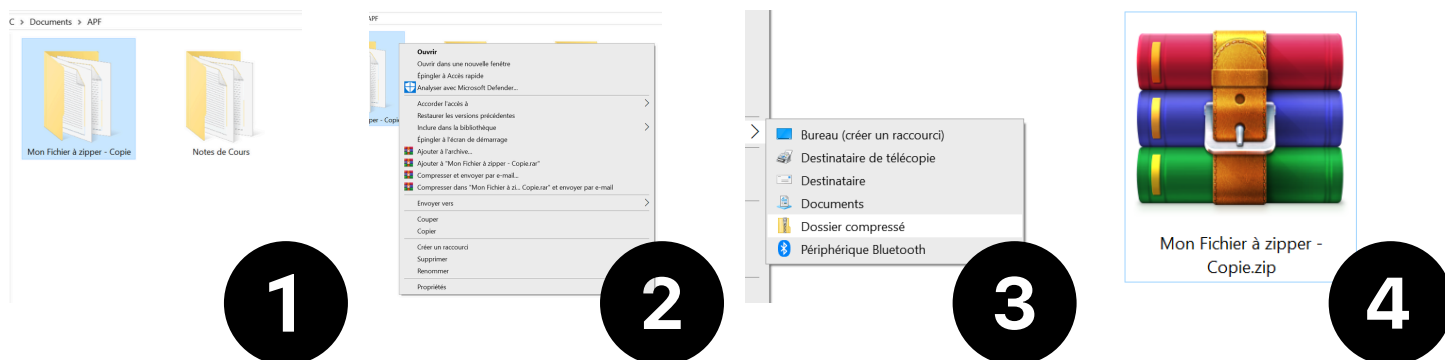 C > Documents > APF
Mon Fichier à zipper - Copie
Notes de Cours
1
APF
per - Copie
Ouvrir
Ouvrir dans une nouvelle fenêtre
Épingler à Accès rapide
Analyser avec Microsoft Defender...
Accorder l'accès à
Restaurer les versions précédentes
Inclure dans la bibliothèque
Épingler à l'écran de démarrage
Ajouter à l'archive...
Ajouter à "Mon Fichier à zipper - Copie.rar"
Compresser et envoyer par e-mail...
Compresser dans "Mon Fichier à zi... Copie.rar" et envoyer par e-mail
Envoyer vers
Couper
Copier
Créer un raccourci
Supprimer
Renommer
Propriétés
2
Bureau (créer un raccourci)
Destinataire de télécopie
Destinataire
Documents
Dossier compressé
Périphérique Bluetooth
3
Mon Fichier à zipper -
Copie.zip
4